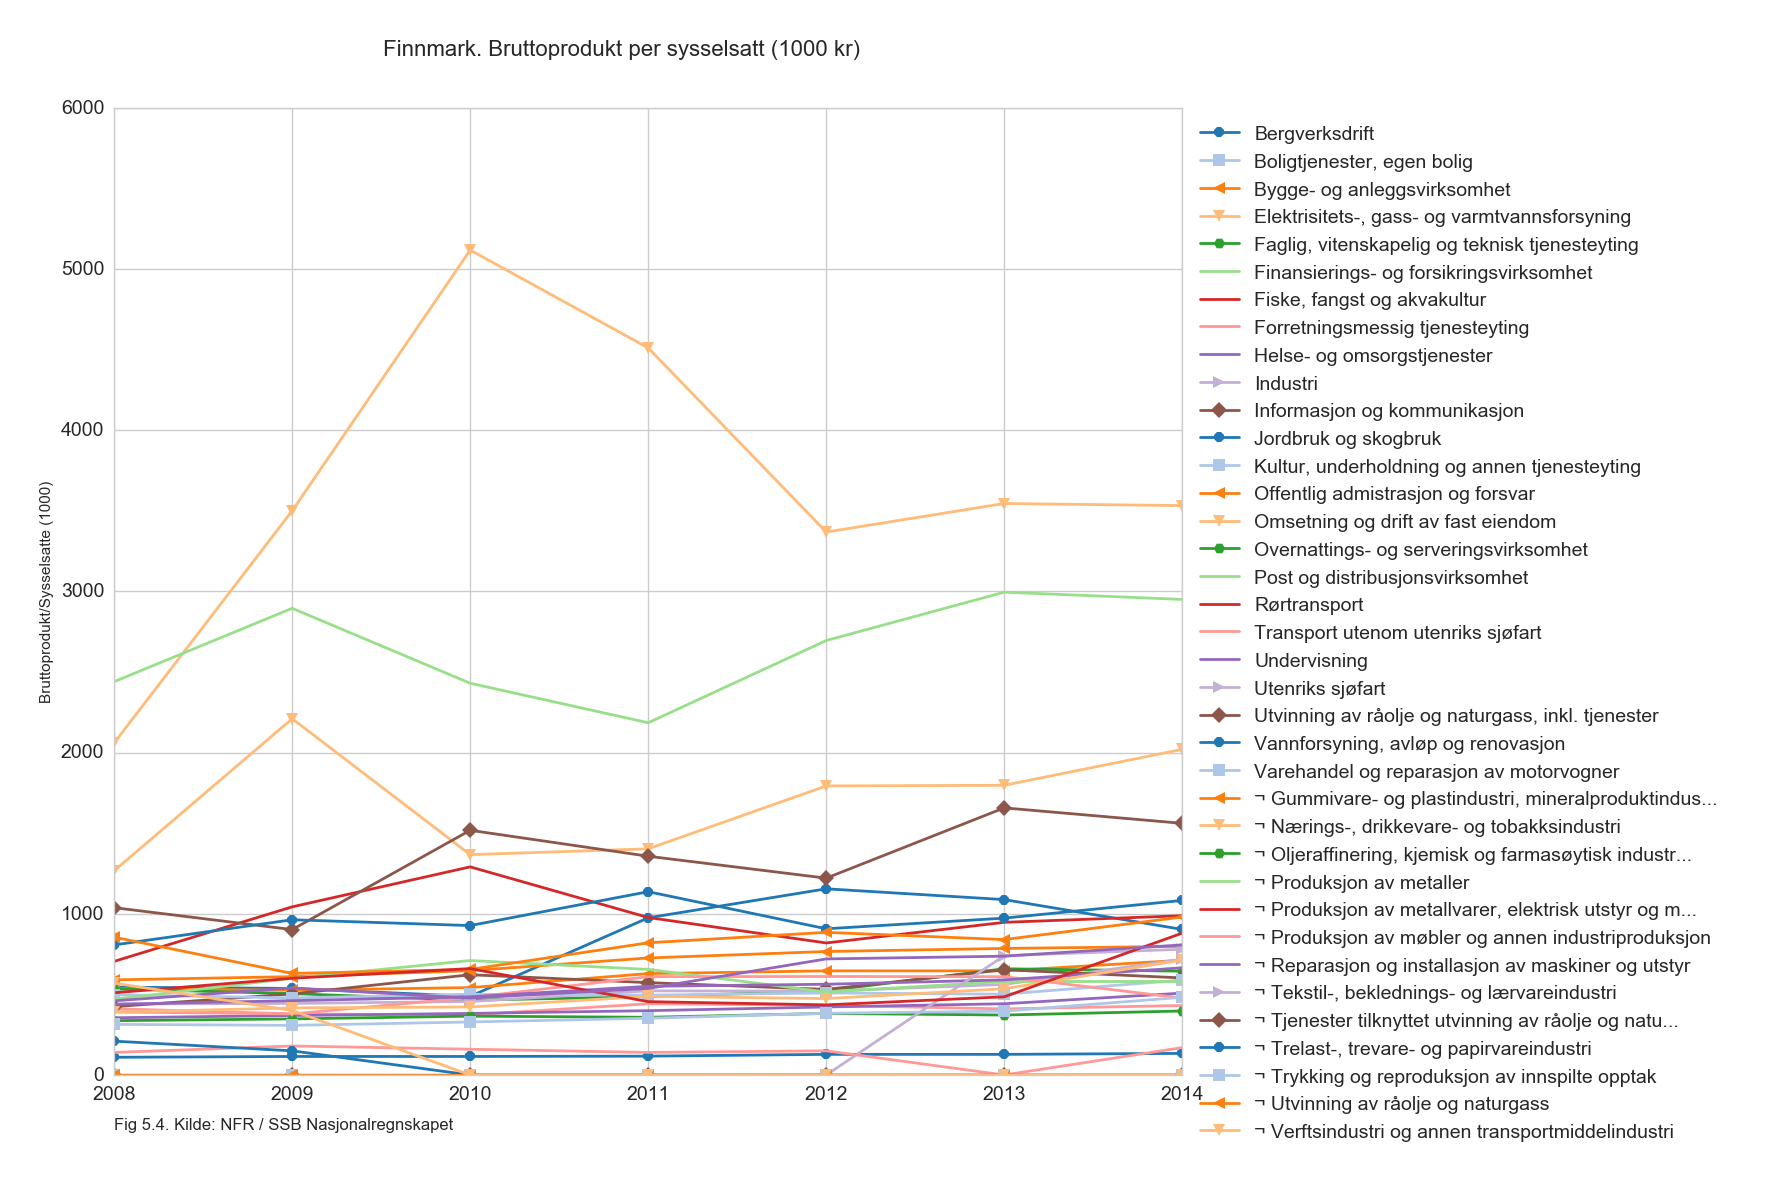 Finnmark. Bruttoprodukt per sysselsatt (1000 kr)
6000
5000
4000
3000
2000
1000
0
Bruttoprodukt/Sysselsatte (1000)
2008 2009 2010 2011 2012 2013 2014
Fig 5.4. Kilde: NFR / SSB Nasjonalregnskapet
Bergverksdrift
Boligtjenester, egen bolig
Bygge- og anleggsvirksomhet
Elektrisitets-, gass- og varmtvannsforsyning
Faglig, vitenskapelig og teknisk tjenesteyting
Finansierings- og forsikringsvirksomhet
Fiske, fangst og akvakultur
Forretningsmessig tjenesteyting
Helse- og omsorgstjenester
Industri
Informasjon og kommunikasjon
Jordbruk og skogbruk
Kultur, underholdning og annen tjenesteyting
Offentlig admistrasjon og forsvar
Omsetning og drift av fast eiendom
Overnattings- og serveringsvirksomhet
Post og distribusjonsvirksomhet
Rørtransport
Transport utenom utenriks sjøfart
Undervisning
Utenriks sjøfart
Utvinning av råolje og naturgass, inkl. tjenester
Vannforsyning, avløp og renovasjon
Varehandel og reparasjon av motorvogner
¬ Gummivare- og plastindustri, mineralproduktindus...
¬ Nærings-, drikkevare- og tobakksindustri
¬ Oljeraffinering, kjemisk og farmasøytisk industr...
¬ Produksjon av metaller
¬ Produksjon av metallvarer, elektrisk utstyr og m...
¬ Produksjon av møbler og annen industriproduksjon
¬ Reparasjon og installasjon av maskiner og utstyr
¬ Tekstil-, beklednings- og lærvareindustri
¬ Tjenester tilknyttet utvinning av råolje og natu...
¬ Trelast-, trevare- og papirvareindustri
¬ Trykking og reproduksjon av innspilte opptak
¬ Utvinning av råolje og naturgass
¬ Verftsindustri og annen transportmiddelindustri